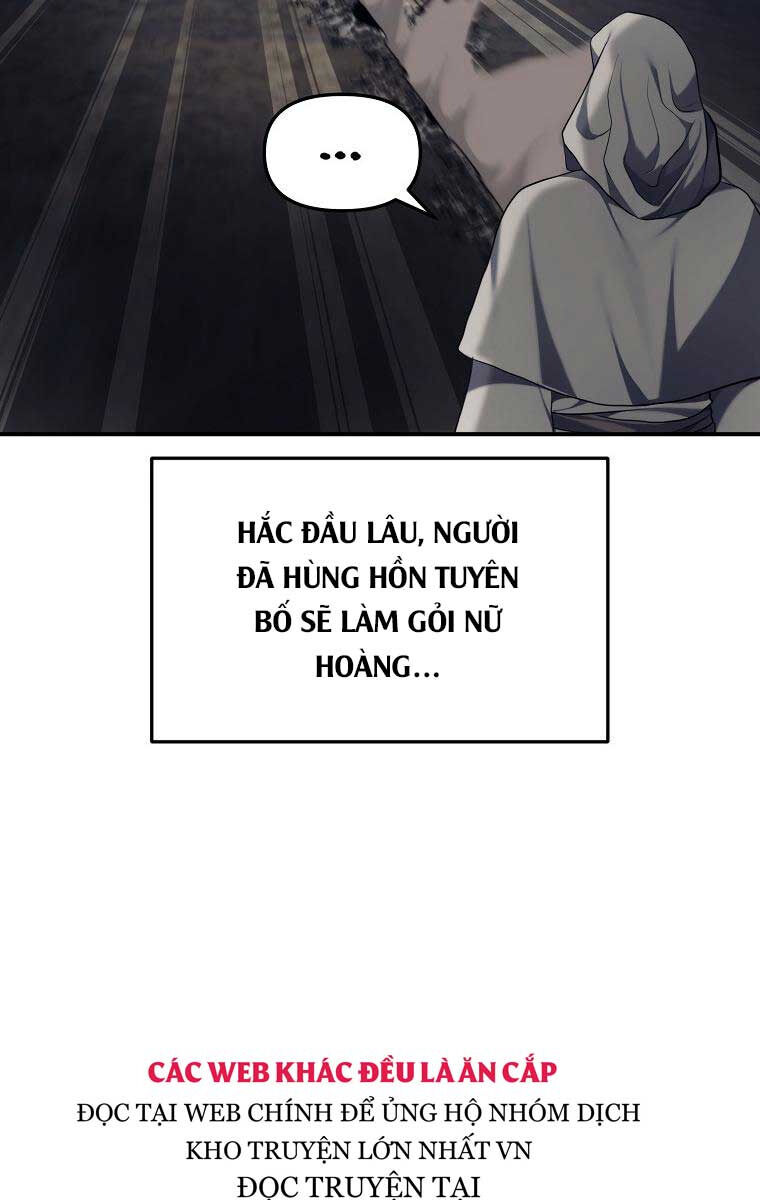 ...
HẮC ĐẦU LÂU, NGƯỜI
ĐÃ HÙNG HỒN TUYÊN
BỐ SẼ LÀM GỎI NỮ
HOÀNG...
CÁC WEB KHÁC ĐỀU LÀ ĂN CẮP
ĐỌC TẠI WEB CHÍNH ĐỂ ỦNG HỘ NHÓM DỊCH
KHO TRUYỆN LỚN NHẤT VN
ĐỌC TRUYỆN TẠI